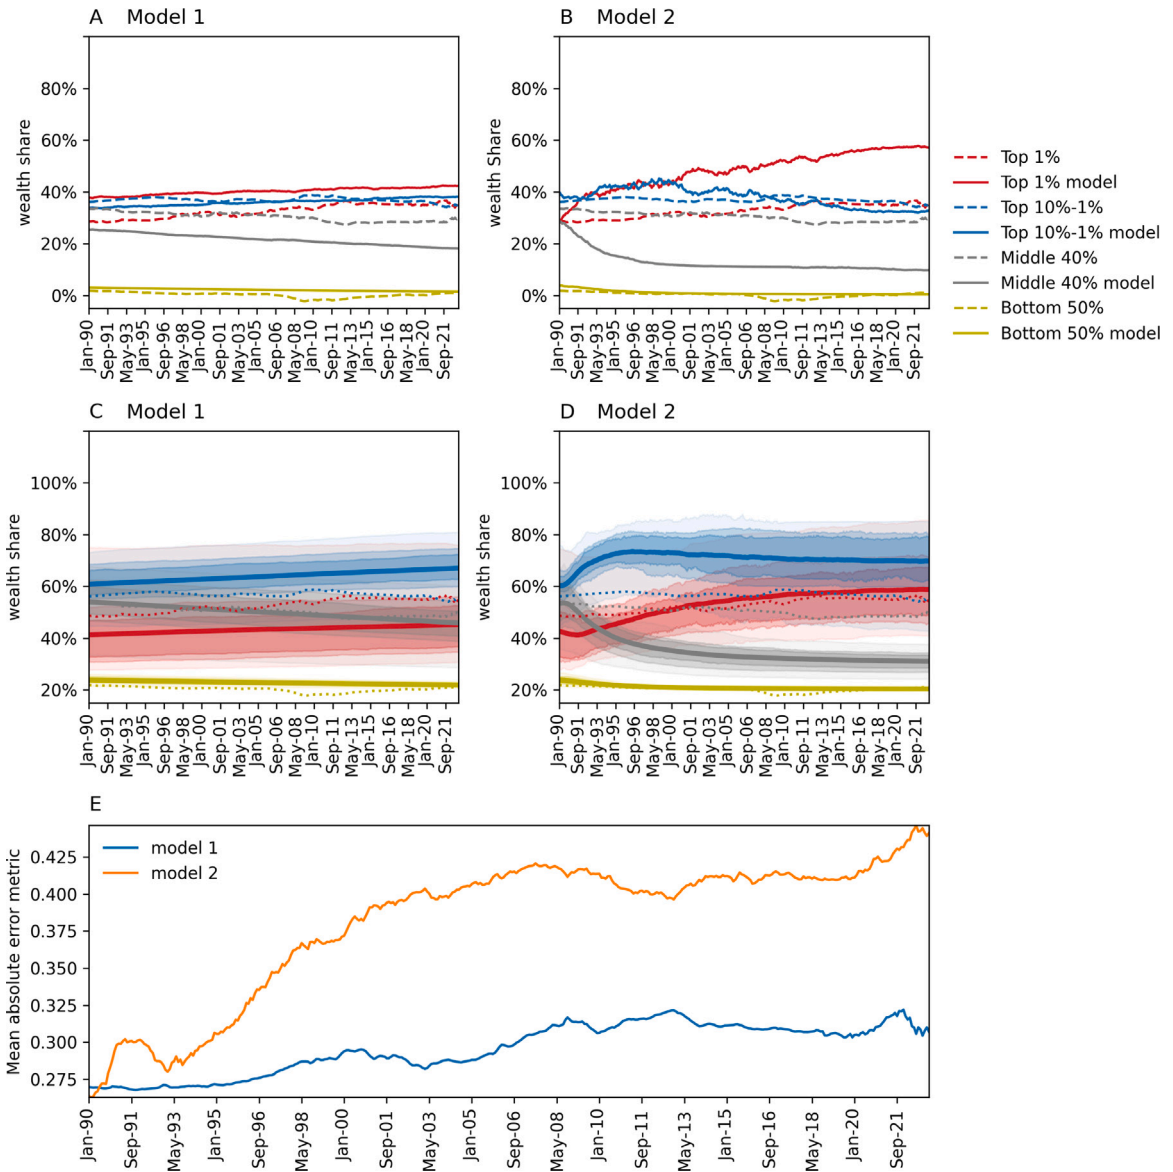 A Model 1
B Model 2
wealth share
80%
60%
40%
20%
0%
Jan-90
Sep-91
May-93
Jan-95
Sep-96
May-98
Jan-00
Sep-01
May-03
Jan-05
Sep-06
May-08
Jan-10
Sep-11
May-13
Jan-15
Sep-16
May-18
Jan-20
Sep-21
wealth Share
80%
60%
40%
20%
0%
Jan-90
Sep-91
May-93
Jan-95
Sep-96
May-98
Jan-00
Sep-01
May-03
Jan-05
Sep-06
May-08
Jan-10
Sep-11
May-13
Jan-15
Sep-16
May-18
Jan-20
Sep-21
Top 1%
Top 1% model
Top 10%-1%
Top 10%-1% model
Middle 40%
Middle 40% model
Bottom 50%
Bottom 50% model
C Model 1
D Model 2
wealth share
100%
80%
60%
40%
20%
Jan-90
Sep-91
May-93
Jan-95
Sep-96
May-98
Jan-00
Sep-01
May-03
Jan-05
Sep-06
May-08
Jan-10
Sep-11
May-13
Jan-15
Sep-16
May-18
Jan-20
Sep-21
wealth share
100%
80%
60%
40%
20%
Jan-90
Sep-91
May-93
Jan-95
Sep-96
May-98
Jan-00
Sep-01
May-03
Jan-05
Sep-06
May-08
Jan-10
Sep-11
May-13
Jan-15
Sep-16
May-18
Jan-20
Sep-21
E
Mean absolute error metric
0.425
0.400
0.375
0.350
0.325
0.300
0.275
model 1
model 2
Jan-90
Sep-91
May-93
Jan-95
Sep-96
May-98
Jan-00
Sep-01
May-03
Jan-05
Sep-06
May-08
Jan-10
Sep-11
May-13
Jan-15
Sep-16
May-18
Jan-20
Sep-21